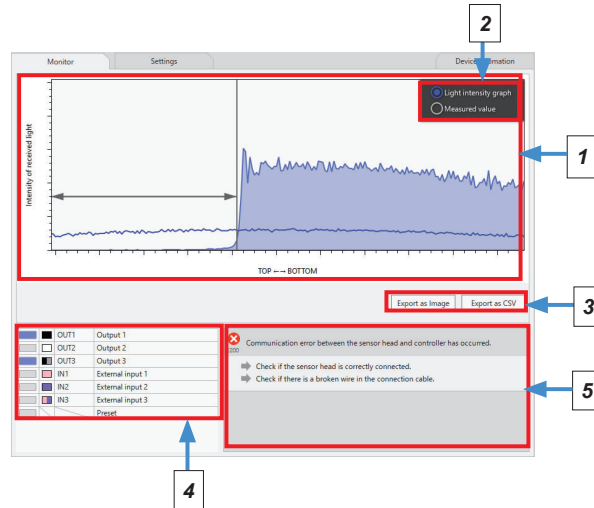 2
Monitor
Settings
Device Information
Light intensity graph
Measured value
1
Intensity of received light
TOP ←→ BOTTOM
Export as Image
Export as CSV
3
OUT1 Output 1
OUT2 Output 2
OUT3 Output 3
IN1 External input 1
IN2 External input 2
IN3 External input 3
Preset
Communication error between the sensor head and controller has occurred.
Check if the sensor head is correctly connected.
Check if there is a broken wire in the connection cable.
5
4